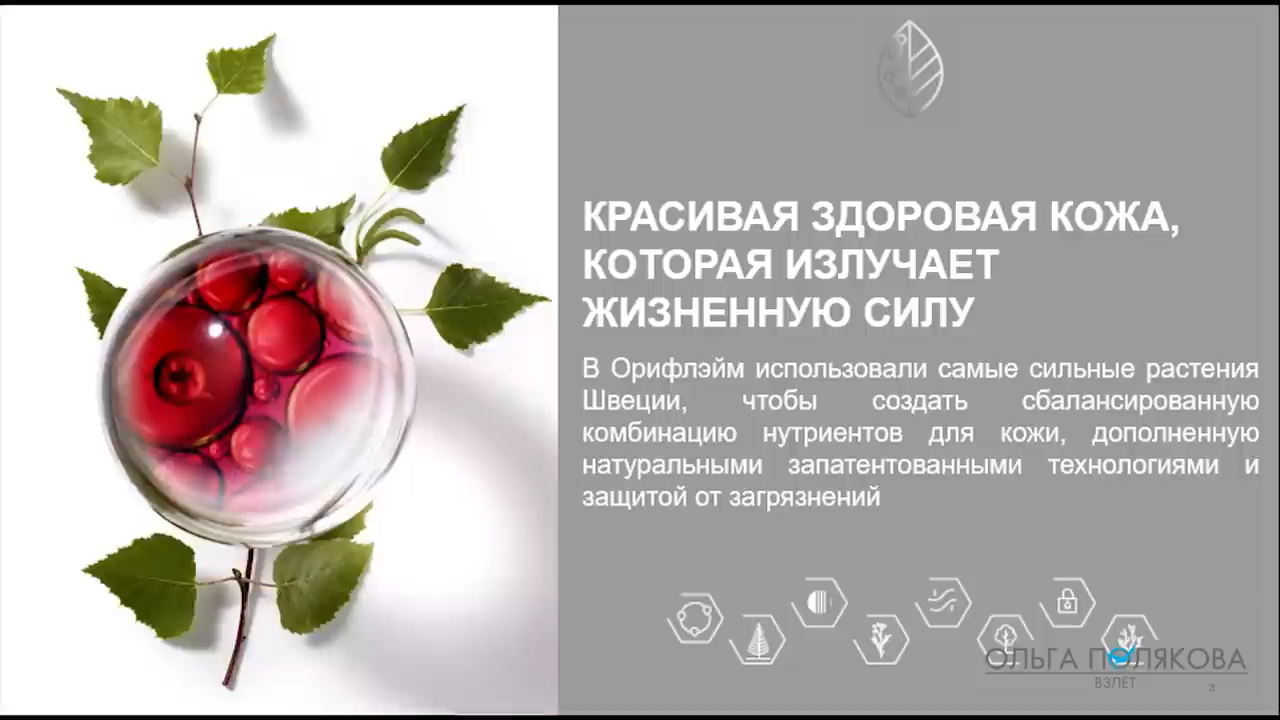 КРАСИВАЯ ЗДОРОВАЯ КОЖА,
КОТОРАЯ ИЗЛУЧАЕТ
ЖИЗНЕННУЮ СИЛУ
В Орифлэйм использовали самые сильные растения
Швеции, чтобы создать сбалансированную
комбинацию нутриентов для кожи, дополненную
натуральными запатентованными технологиями и
защитой от загрязнений
ОЛЬГА ПОЛЯКОВА
ВЗЛЁТ
3